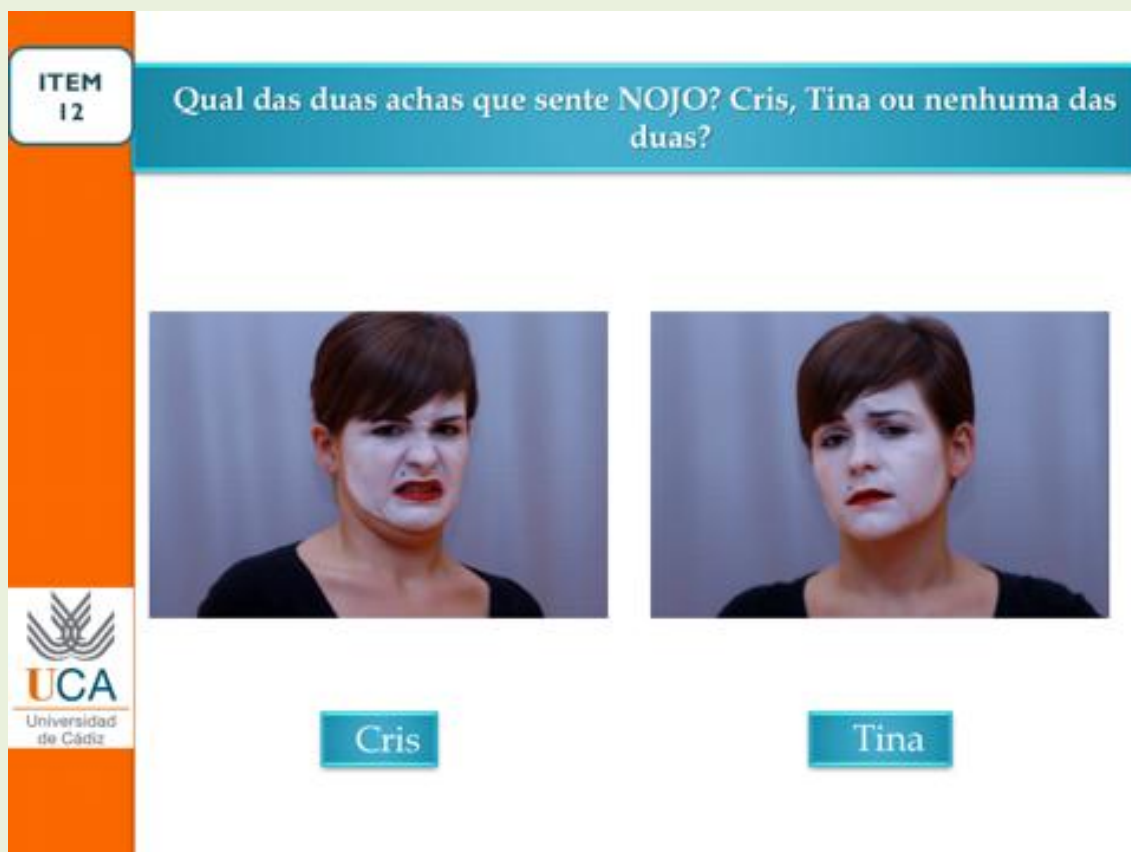 ITEM
12
Qual das duas achas que sente NOJO? Cris, Tina ou nenhuma das
duas?
UCA
Universidad
de Cádiz
Cris
Tina